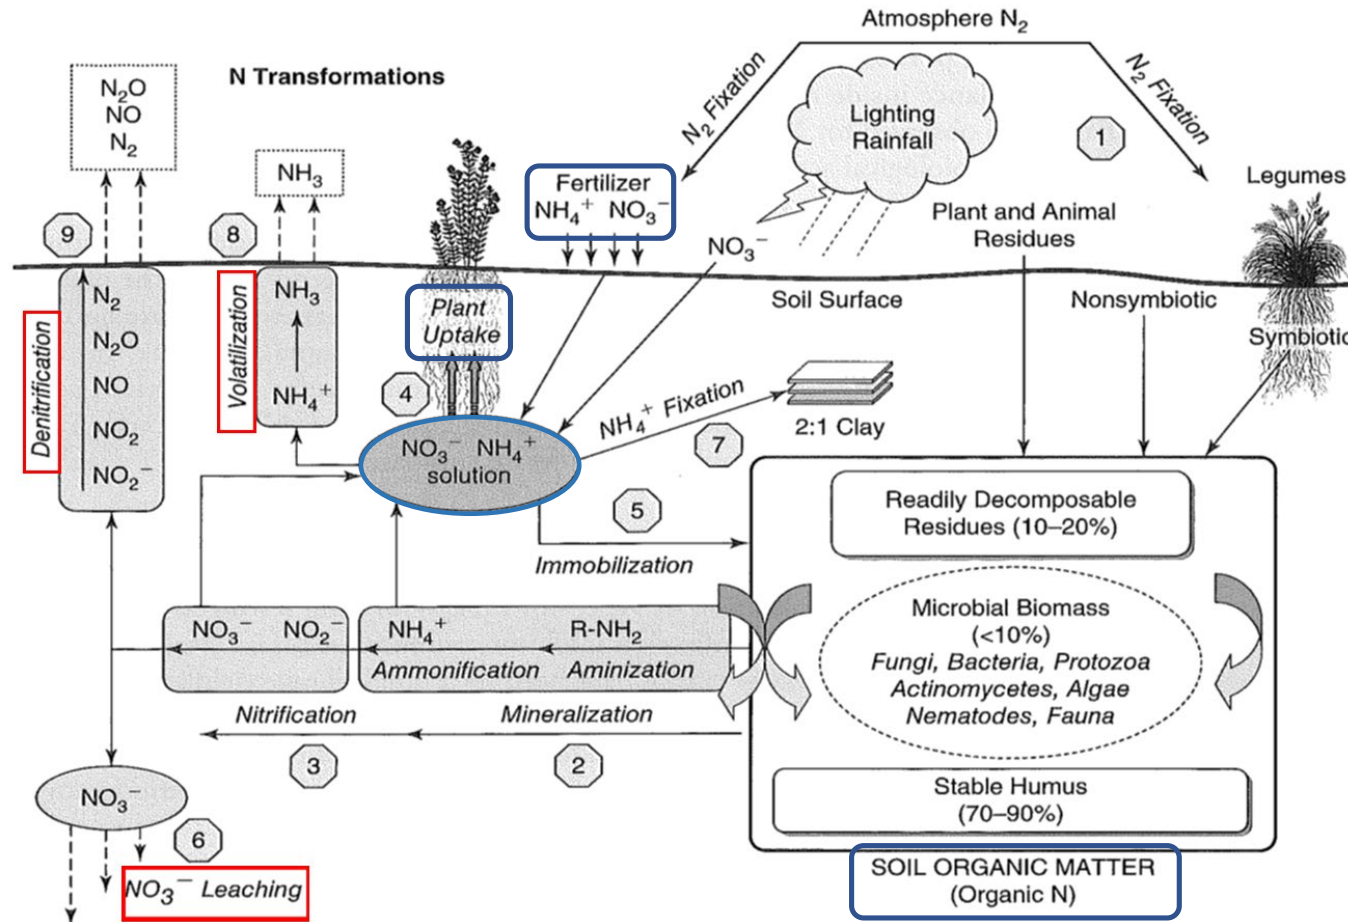 Atmosphere N₂
N Transformations
N₂O
NO
N₂
NH₃
N₂ Fixation
N₂ Fixation
Lighting
Rainfall
1
Fertilizer
NH₄⁺ NO₃⁻
Legumes
Plant and Animal
Residues
NO₃⁻
9
8
Soil Surface
Nonsymbiotic
Symbiotic
Denitrification
N₂
N₂O
NO
NO₂
NO₂⁻
Volatilization
NH₃
NH₄⁺
Plant
Uptake
4
NO₃⁻ NH₄⁺
solution
NH₄⁺ Fixation
7
2:1 Clay
5
Immobilization
Readily Decomposable
Residues (10–20%)
Microbial Biomass
(<10%)
Fungi, Bacteria, Protozoa
Actinomycetes, Algae
Nematodes, Fauna
Stable Humus
(70–90%)
SOIL ORGANIC MATTER
(Organic N)
NO₃⁻ NO₂⁻
NH₄⁺ R-NH₂
Ammonification Aminization
Nitrification Mineralization
3 2
NO₃⁻
6
NO₃⁻ Leaching